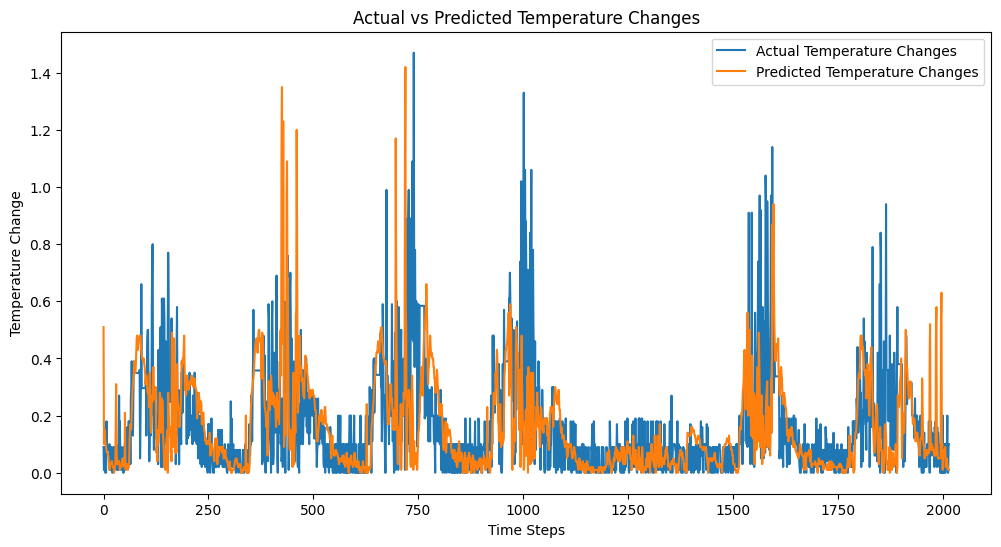 Actual vs Predicted Temperature Changes
Actual Temperature Changes
Predicted Temperature Changes
Temperature Change
1.4
1.2
1.0
0.8
0.6
0.4
0.2
0.0
0 250 500 750 1000 1250 1500 1750 2000
Time Steps